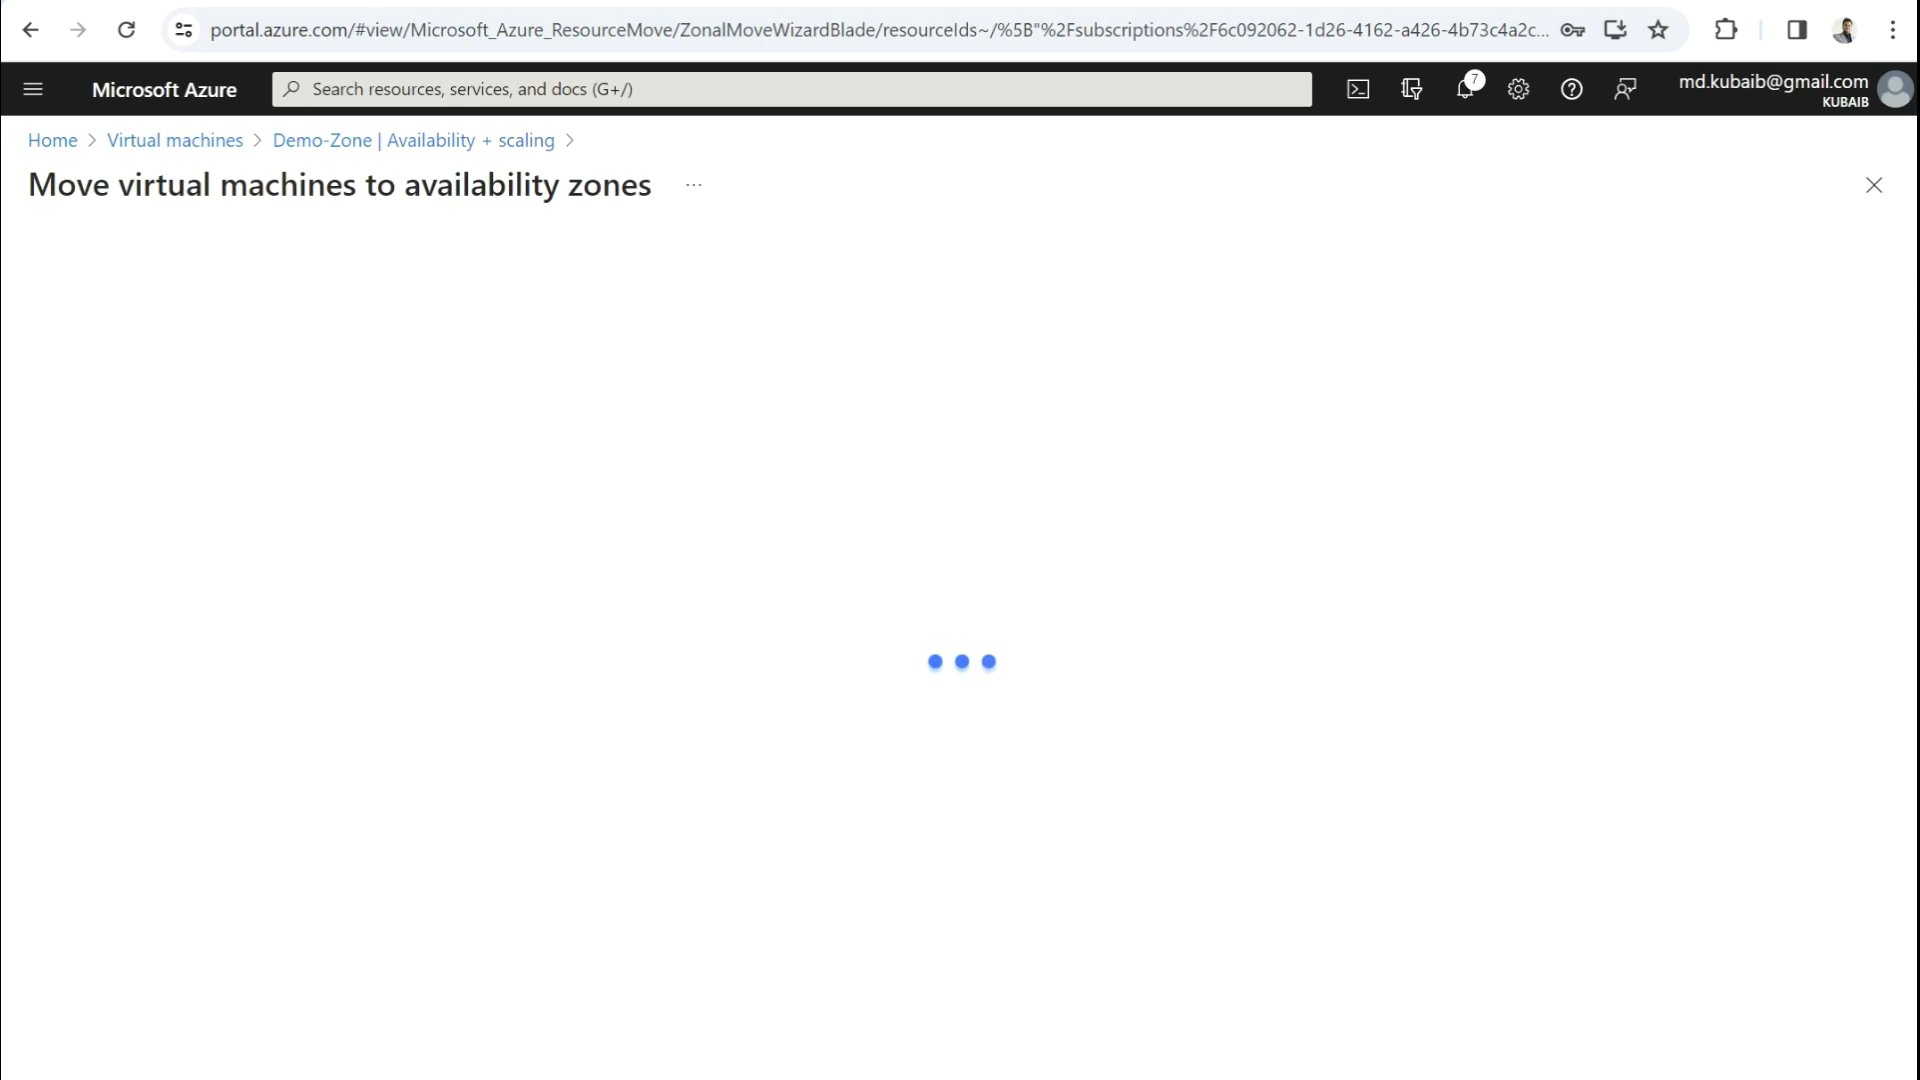 portal.azure.com/#view/Microsoft_Azure_ResourceMove/ZonalMoveWizardBlade/resourceIds~/%5B"%2Fsubscriptions%2F6c092062-1d26-4162-a426-4b73c4a2c...
Microsoft Azure
Search resources, services, and docs (G+/)
7
md.kubaib@gmail.com
KUBAIB
Home > Virtual machines > Demo-Zone | Availability + scaling >
Move virtual machines to availability zones ...